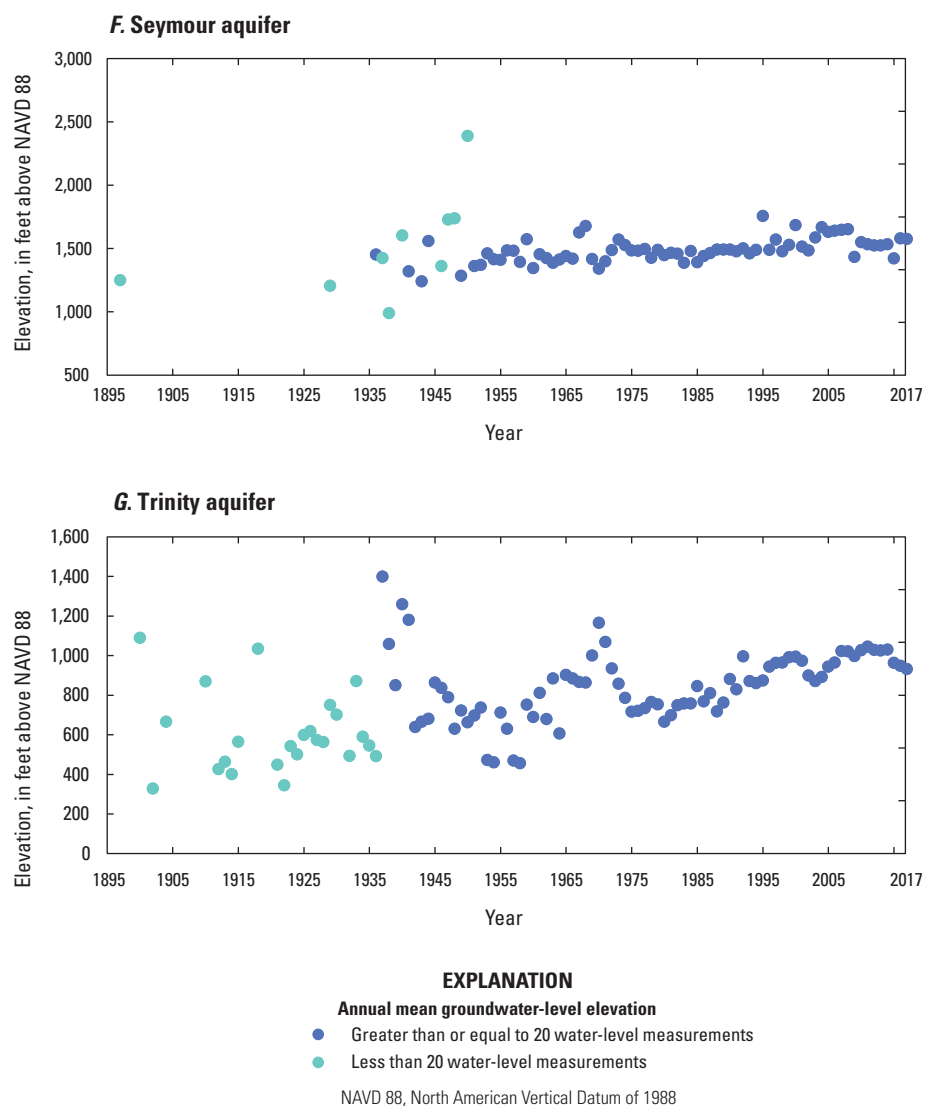 F. Seymour aquifer
Elevation, in feet above NAVD 88
3,000
2,500
2,000
1,500
1,000
500
1895 1905 1915 1925 1935 1945 1955 1965 1975 1985 1995 2005 2017
Year
G. Trinity aquifer
Elevation, in feet above NAVD 88
1,600
1,400
1,200
1,000
800
600
400
200
0
1895 1905 1915 1925 1935 1945 1955 1965 1975 1985 1995 2005 2017
Year
EXPLANATION
Annual mean groundwater-level elevation
Greater than or equal to 20 water-level measurements
Less than 20 water-level measurements
NAVD 88, North American Vertical Datum of 1988